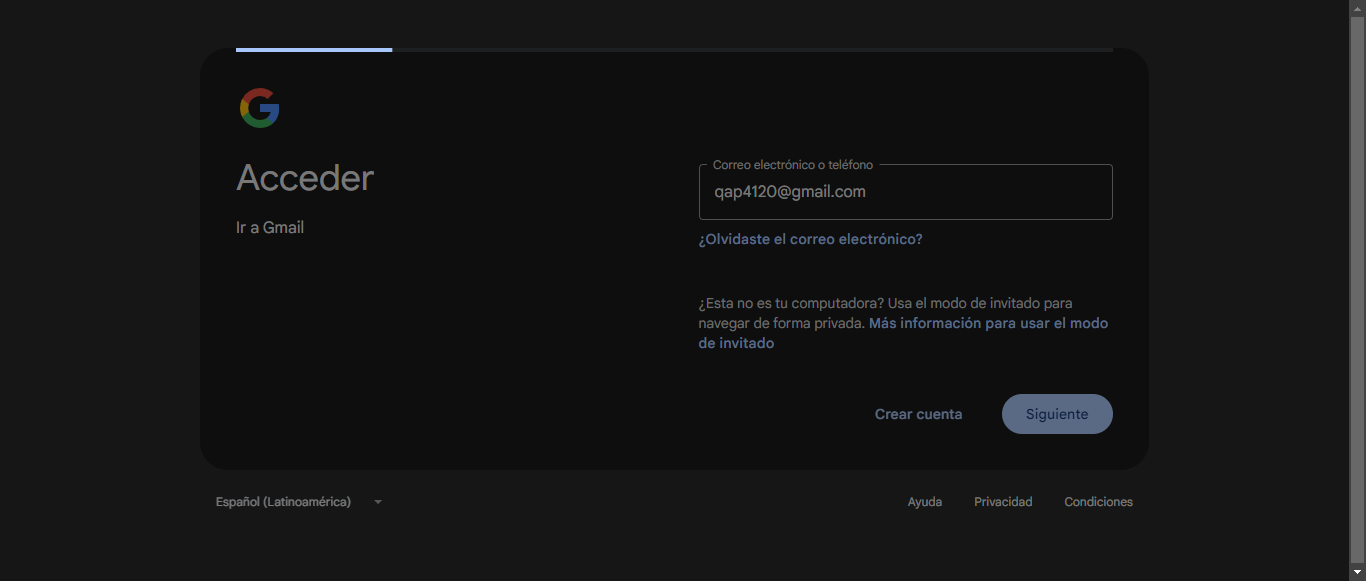 Acceder
Ir a Gmail
Correo electrónico o teléfono
qap4120@gmail.com
¿Olvidaste el correo electrónico?
¿Esta no es tu computadora? Usa el modo de invitado para
navegar de forma privada. Más información para usar el modo
de invitado
Crear cuenta
Siguiente
Español (Latinoamérica)
Ayuda
Privacidad
Condiciones